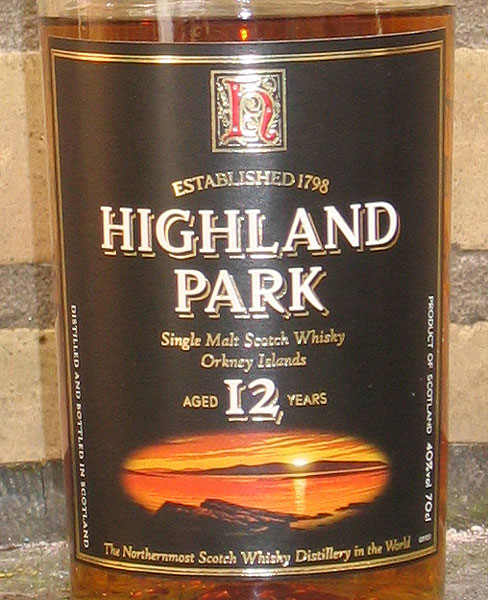 H
ESTABLISHED 1798
HIGHLAND
PARK
Single Malt Scotch Whisky
Orkney Islands
AGED 12 YEARS
DISTILLED AND BOTTLED IN SCOTLAND
PRODUCT OF SCOTLAND 40%vol 70cl
The Northernmost Scotch Whisky Distillery in the World